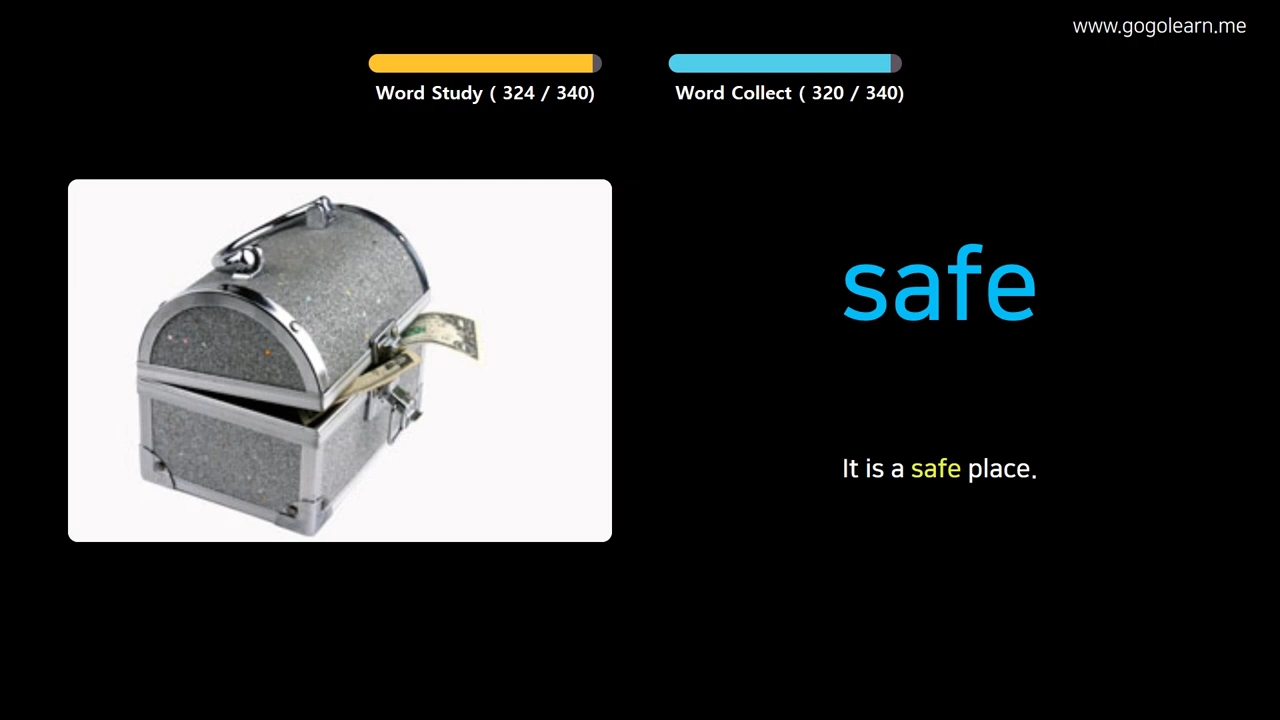 www.gogolearn.me
Word Study ( 324 / 340)
Word Collect ( 320 / 340)
safe
It is a safe place.